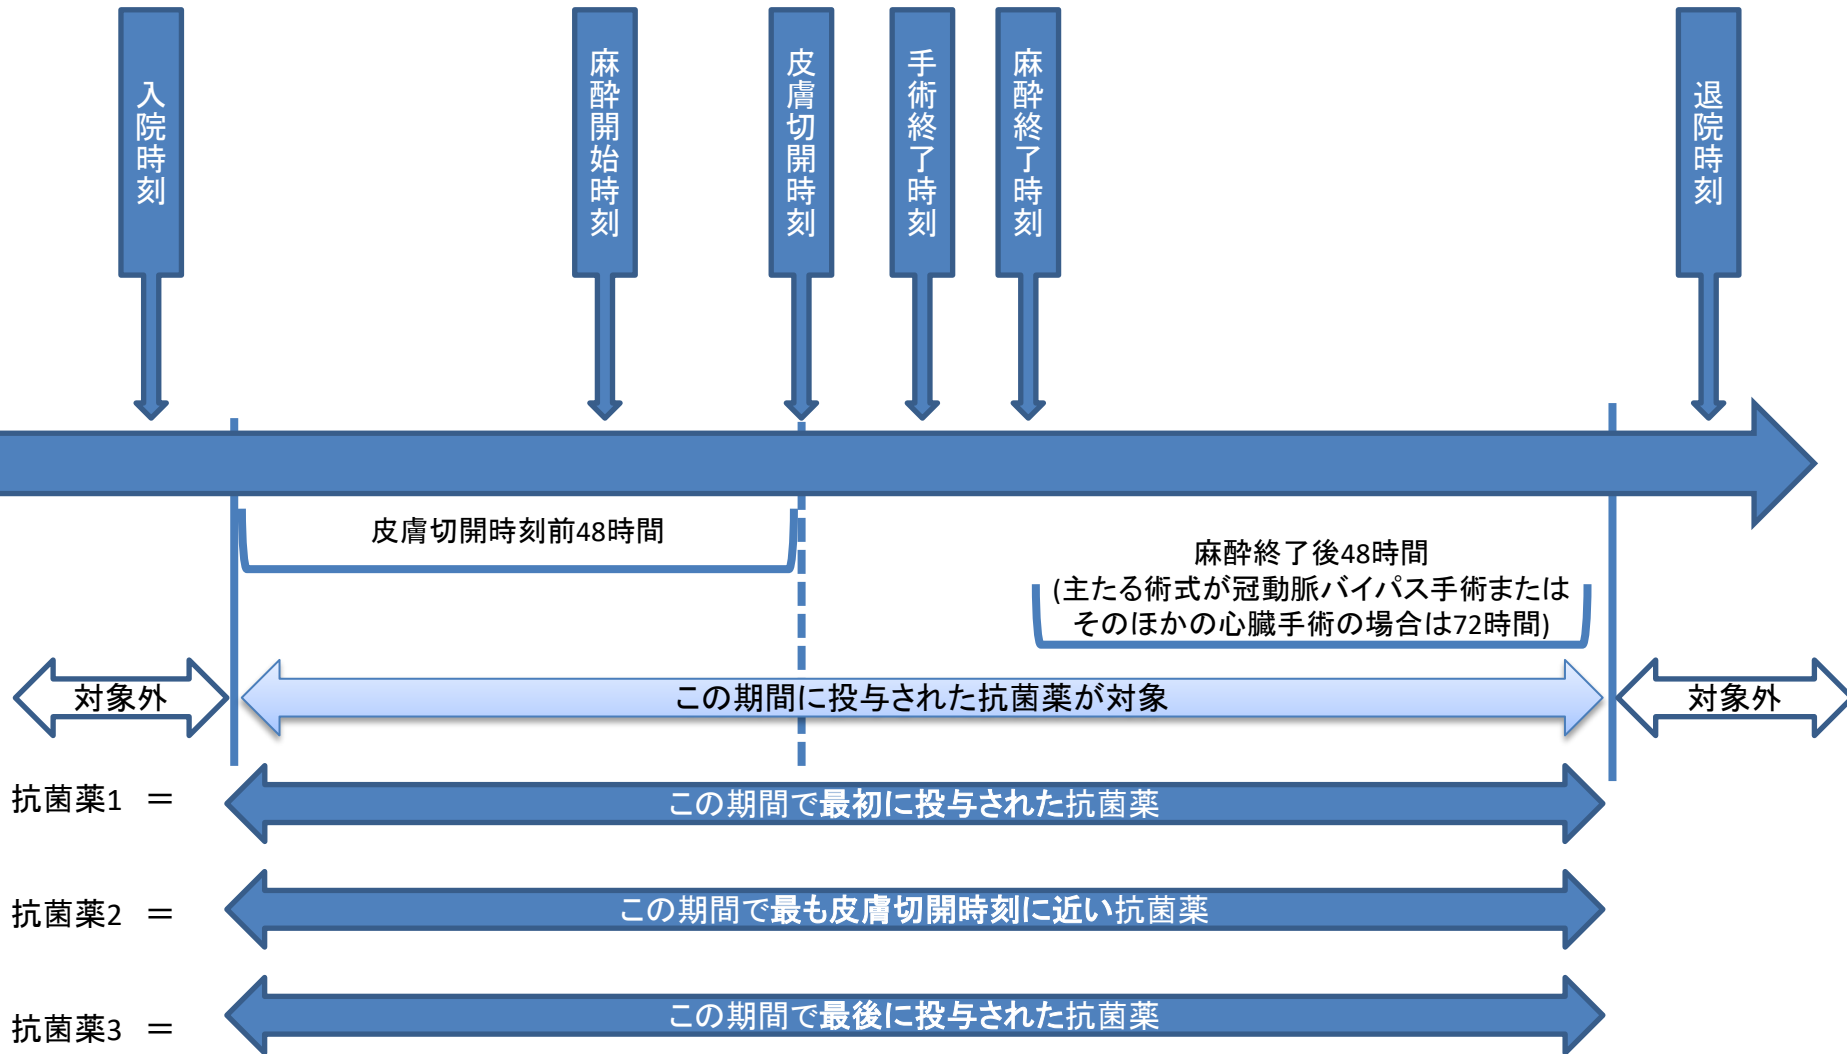 入院時刻
麻酔開始時刻
皮膚切開時刻
手術終了時刻
麻酔終了時刻
退院時刻
皮膚切開時刻前48時間
麻酔終了後48時間
(主たる術式が冠動脈バイパス手術または
そのほかの心臓手術の場合は72時間)
対象外
この期間に投与された抗菌薬が対象
対象外
抗菌薬1 =
この期間で最初に投与された抗菌薬
抗菌薬2 =
この期間で最も皮膚切開時刻に近い抗菌薬
抗菌薬3 =
この期間で最後に投与された抗菌薬